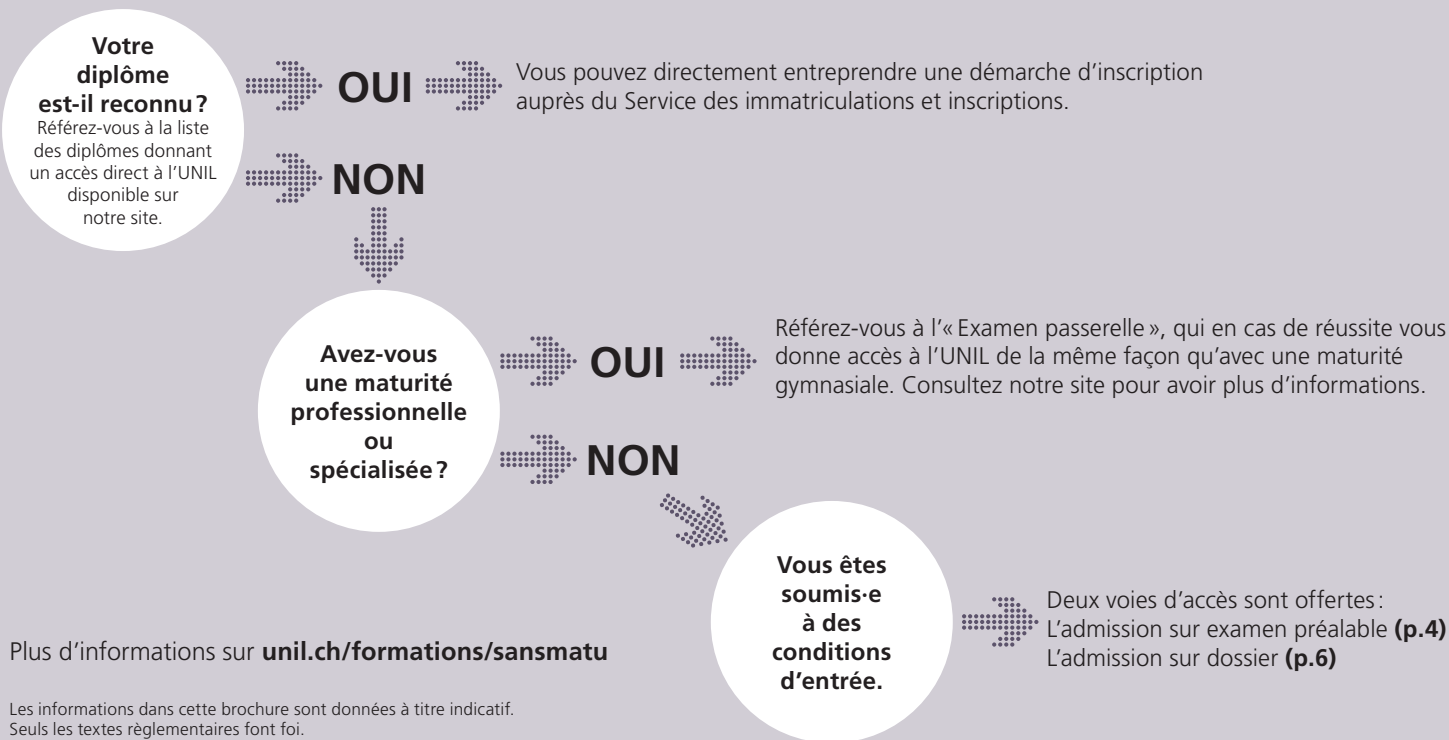 Votre
diplôme
est-il reconnu ?
Référez-vous à la liste
des diplômes donnant
un accès direct à l’UNIL
disponible sur
notre site.
OUI
Vous pouvez directement entreprendre une démarche d’inscription
auprès du Service des immatriculations et inscriptions.
NON
Avez-vous
une maturité
professionnelle
ou
spécialisée ?
OUI
Référez-vous à l’« Examen passerelle », qui en cas de réussite vous
donne accès à l’UNIL de la même façon qu’avec une maturité
gymnasiale. Consultez notre site pour avoir plus d’informations.
NON
Vous êtes
soumis·e
à des
conditions
d’entrée.
Deux voies d’accès sont offertes :
L’admission sur examen préalable (p.4)
L’admission sur dossier (p.6)
Plus d’informations sur unil.ch/formations/sansmatu
Les informations dans cette brochure sont données à titre indicatif.
Seuls les textes règlementaires font foi.